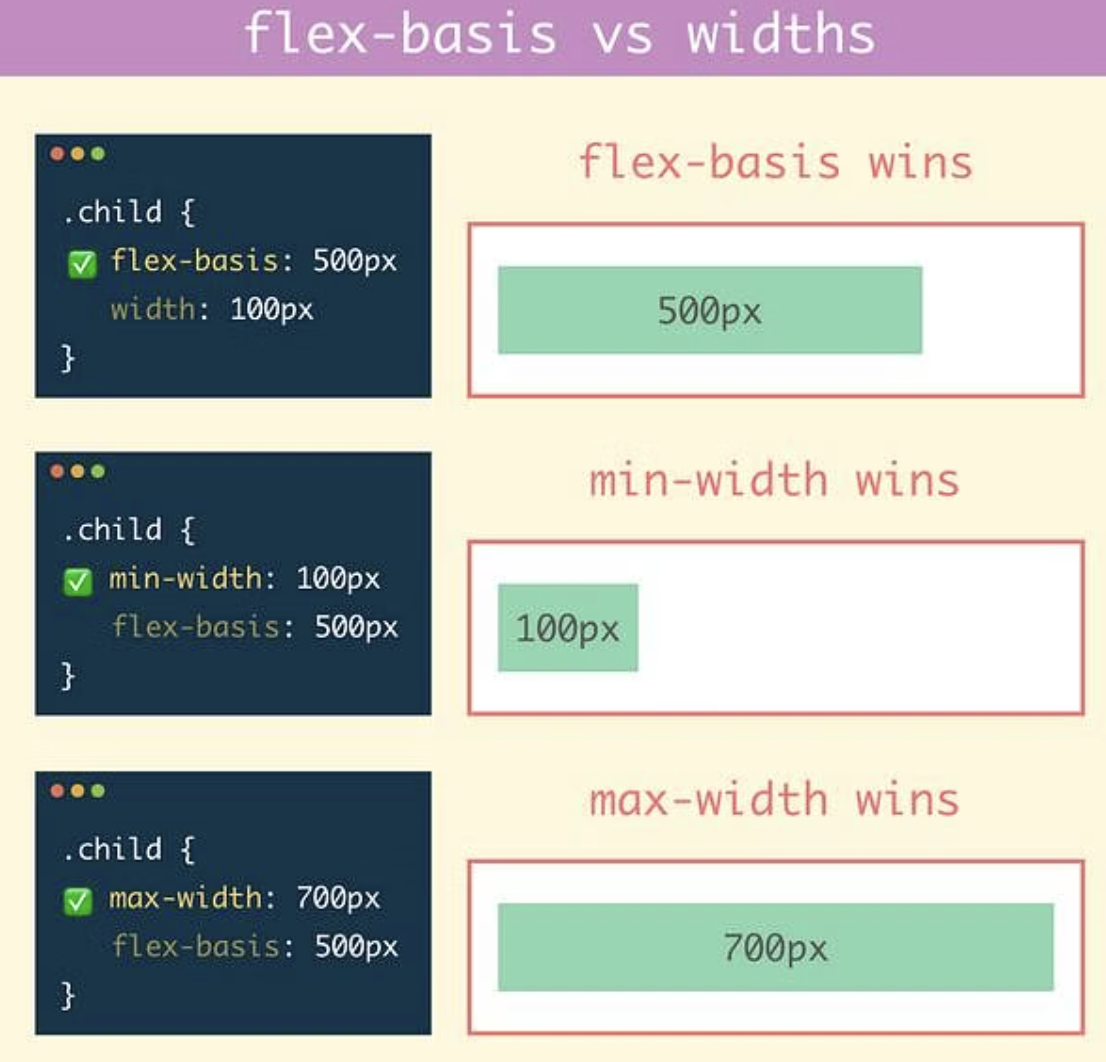 flex-basis vs widths
.child {
✅ flex-basis: 500px
width: 100px
}
flex-basis wins
500px
.child {
✅ min-width: 100px
flex-basis: 500px
}
min-width wins
100px
.child {
✅ max-width: 700px
flex-basis: 500px
}
max-width wins
700px